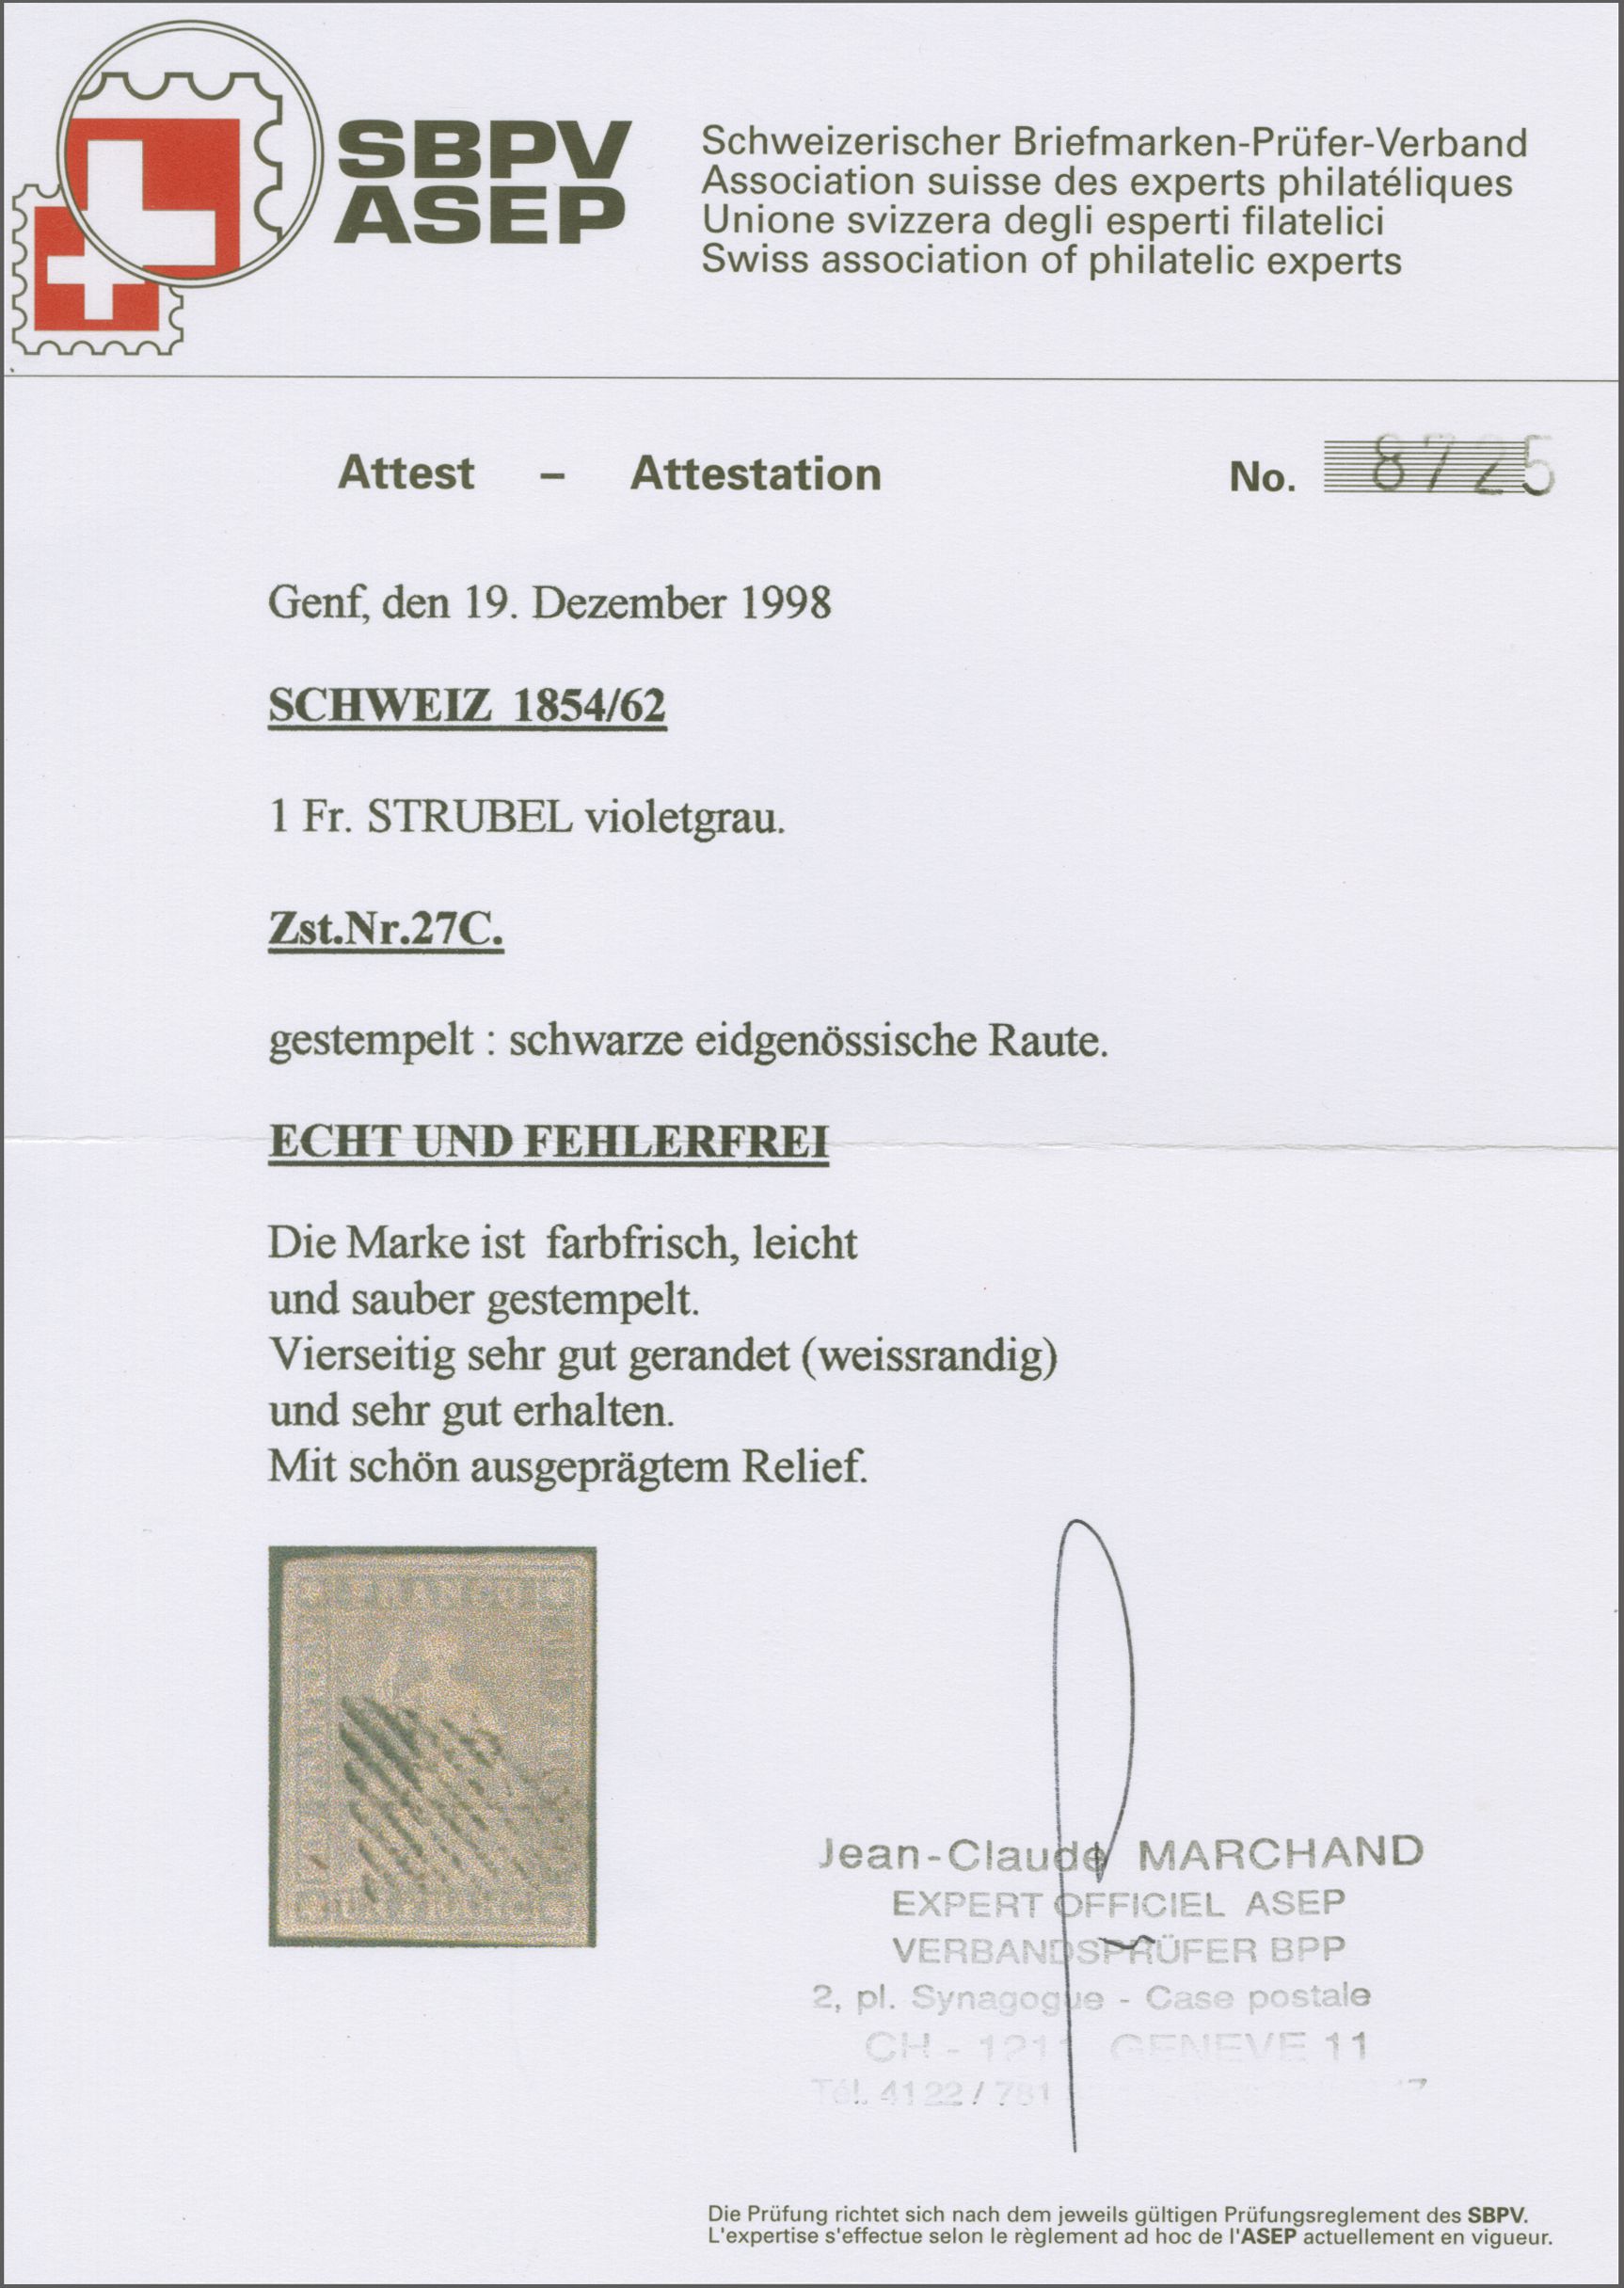 SBPV
ASEP
Schweizerischer Briefmarken-Prüfer-Verband
Association suisse des experts philatéliques
Unione svizzera degli esperti filatelici
Swiss association of philatelic experts
Attest – Attestation No. 8725
Genf, den 19. Dezember 1998
SCHWEIZ 1854/62
1 Fr. STRUBEL violetgrau.
Zst.Nr.27C.
gestempelt : schwarze eidgenössische Raute.
ECHT UND FEHLERFREI
Die Marke ist farbfrisch, leicht
und sauber gestempelt.
Vierseitig sehr gut gerandet (weissrandig)
und sehr gut erhalten.
Mit schön ausgeprägtem Relief.
Jean-Claude MARCHAND
EXPERT OFFICIEL ASEP
VERBANDSPRÜFER BPP
2, pl. Synagogue - Case postale
CH - 1211 GENEVE 11
Tél. 4122 / 781
Die Prüfung richtet sich nach dem jeweils gültigen Prüfungsreglement des SBPV.
L'expertise s'effectue selon le règlement ad hoc de l'ASEP actuellement en vigueur.